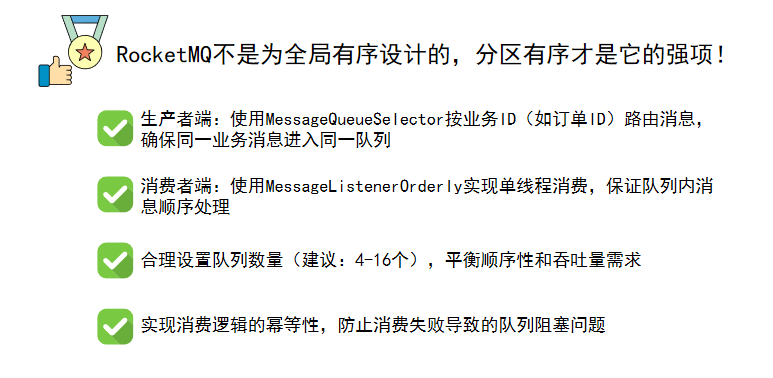 RocketMQ不是为全局有序设计的，分区有序才是它的强项！
生产者端：使用MessageQueueSelector按业务ID（如订单ID）路由消息，
确保同一业务消息进入同一队列
消费者端：使用MessageListenerOrderly实现单线程消费，保证队列内消
息顺序处理
合理设置队列数量（建议：4-16个），平衡顺序性和吞吐量需求
实现消费逻辑的幂等性，防止消费失败导致的队列阻塞问题